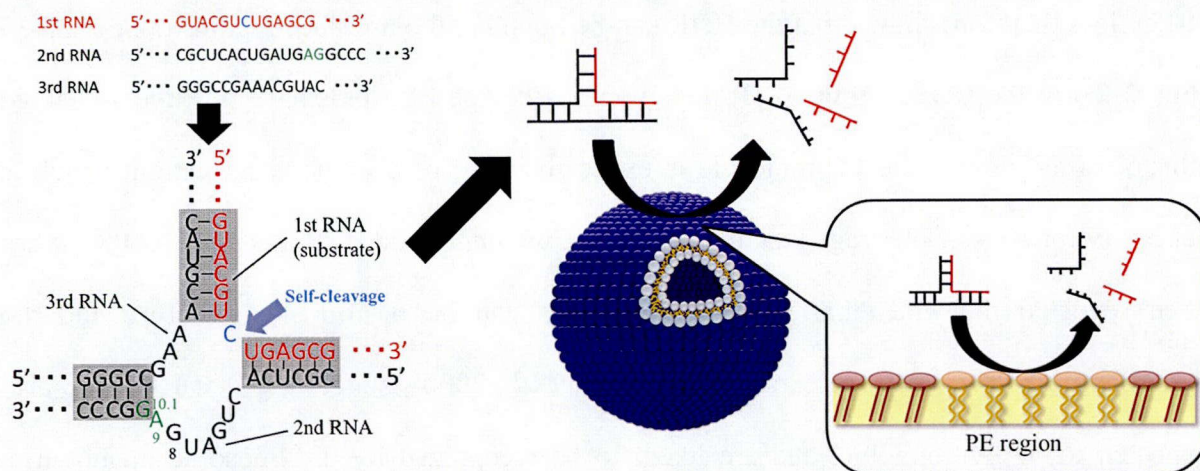 1st RNA 5’··· GUACGUCUGAGCG ···3’
2nd RNA 5’··· CGCUCACUGAUGAGGCCC ···3’
3rd RNA 5’··· GGGCCGAAACGUAC ···3’
3’ 5’
C–G
A–U
U–A
G–C
C–G
A–U
1st RNA
(substrate)
Self-cleavage
3rd RNA
A
A
G
C
UGAGCG ···3’
ACUCGC ···5’
5’··· GGGCC
3’··· CCCGG
A
10.1
9
G
8
U
A
G
U
C
2nd RNA
PE region